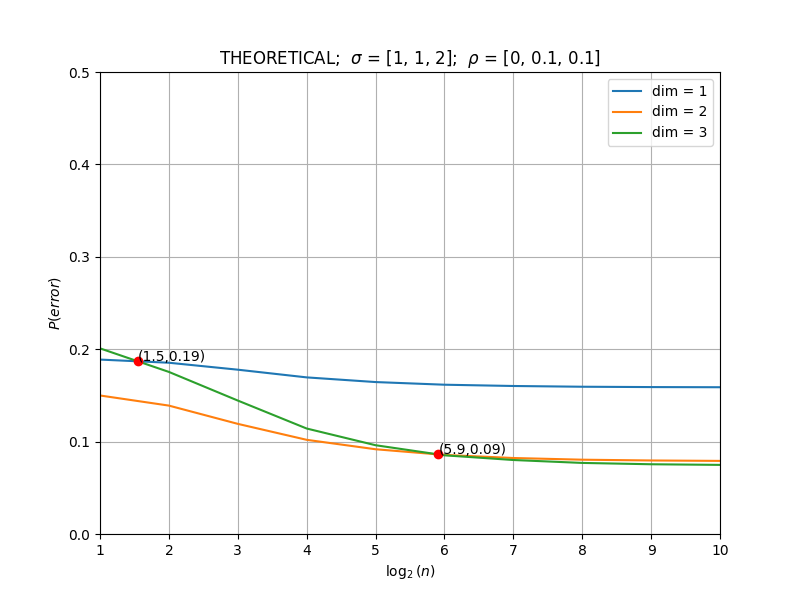 THEORETICAL;  σ = [1, 1, 2];  ρ = [0, 0.1, 0.1]
0.5
0.4
0.3
0.2
0.1
0.0
P(error)
dim = 1
dim = 2
dim = 3
(1.5,0.19)
(5.9,0.09)
1 2 3 4 5 6 7 8 9 10
log₂(n)